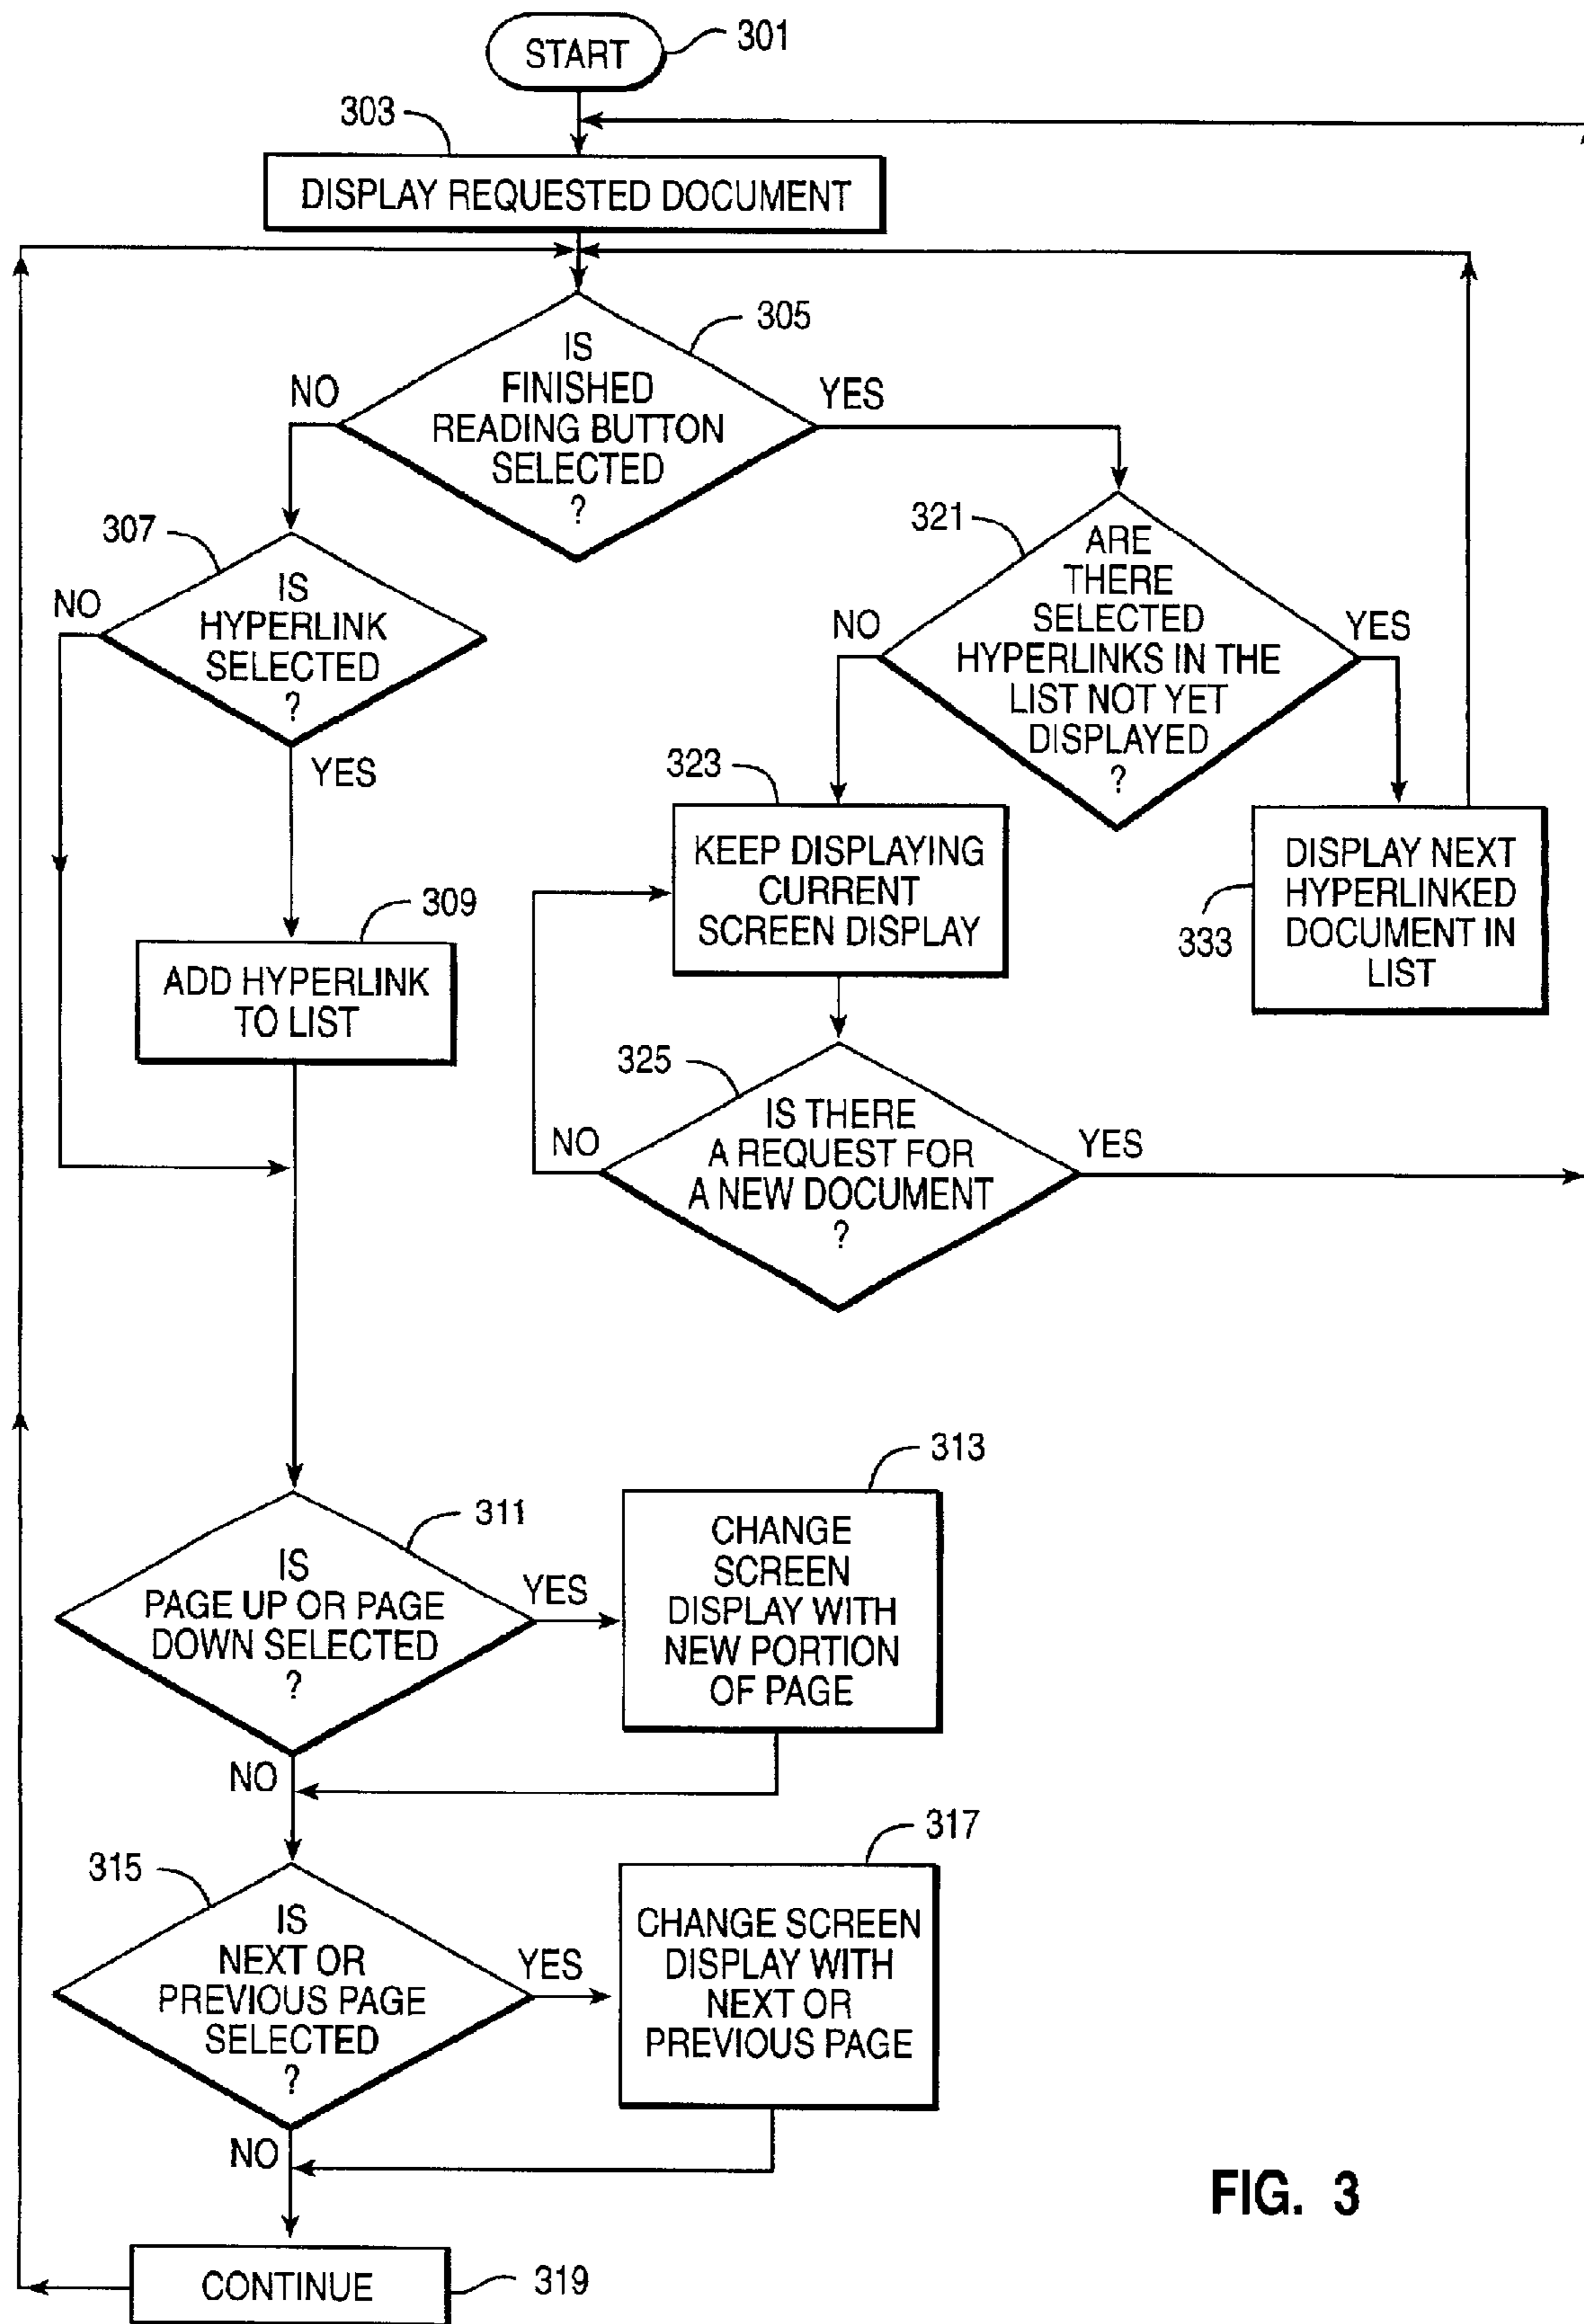 START
301
303
DISPLAY REQUESTED DOCUMENT
305
IS
FINISHED
READING BUTTON
SELECTED
?
NO
YES
307
IS
HYPERLINK
SELECTED
?
NO
YES
321
ARE
THERE
SELECTED
HYPERLINKS IN THE
LIST NOT YET
DISPLAYED
?
NO
YES
323
KEEP DISPLAYING
CURRENT
SCREEN DISPLAY
333
DISPLAY NEXT
HYPERLINKED
DOCUMENT IN
LIST
309
ADD HYPERLINK
TO LIST
325
IS THERE
A REQUEST FOR
A NEW DOCUMENT
?
NO
YES
311
IS
PAGE UP OR PAGE
DOWN SELECTED
?
YES
NO
313
CHANGE
SCREEN
DISPLAY WITH
NEW PORTION
OF PAGE
315
IS
NEXT OR
PREVIOUS PAGE
SELECTED
?
YES
NO
317
CHANGE SCREEN
DISPLAY WITH
NEXT OR
PREVIOUS PAGE
CONTINUE
319
FIG. 3